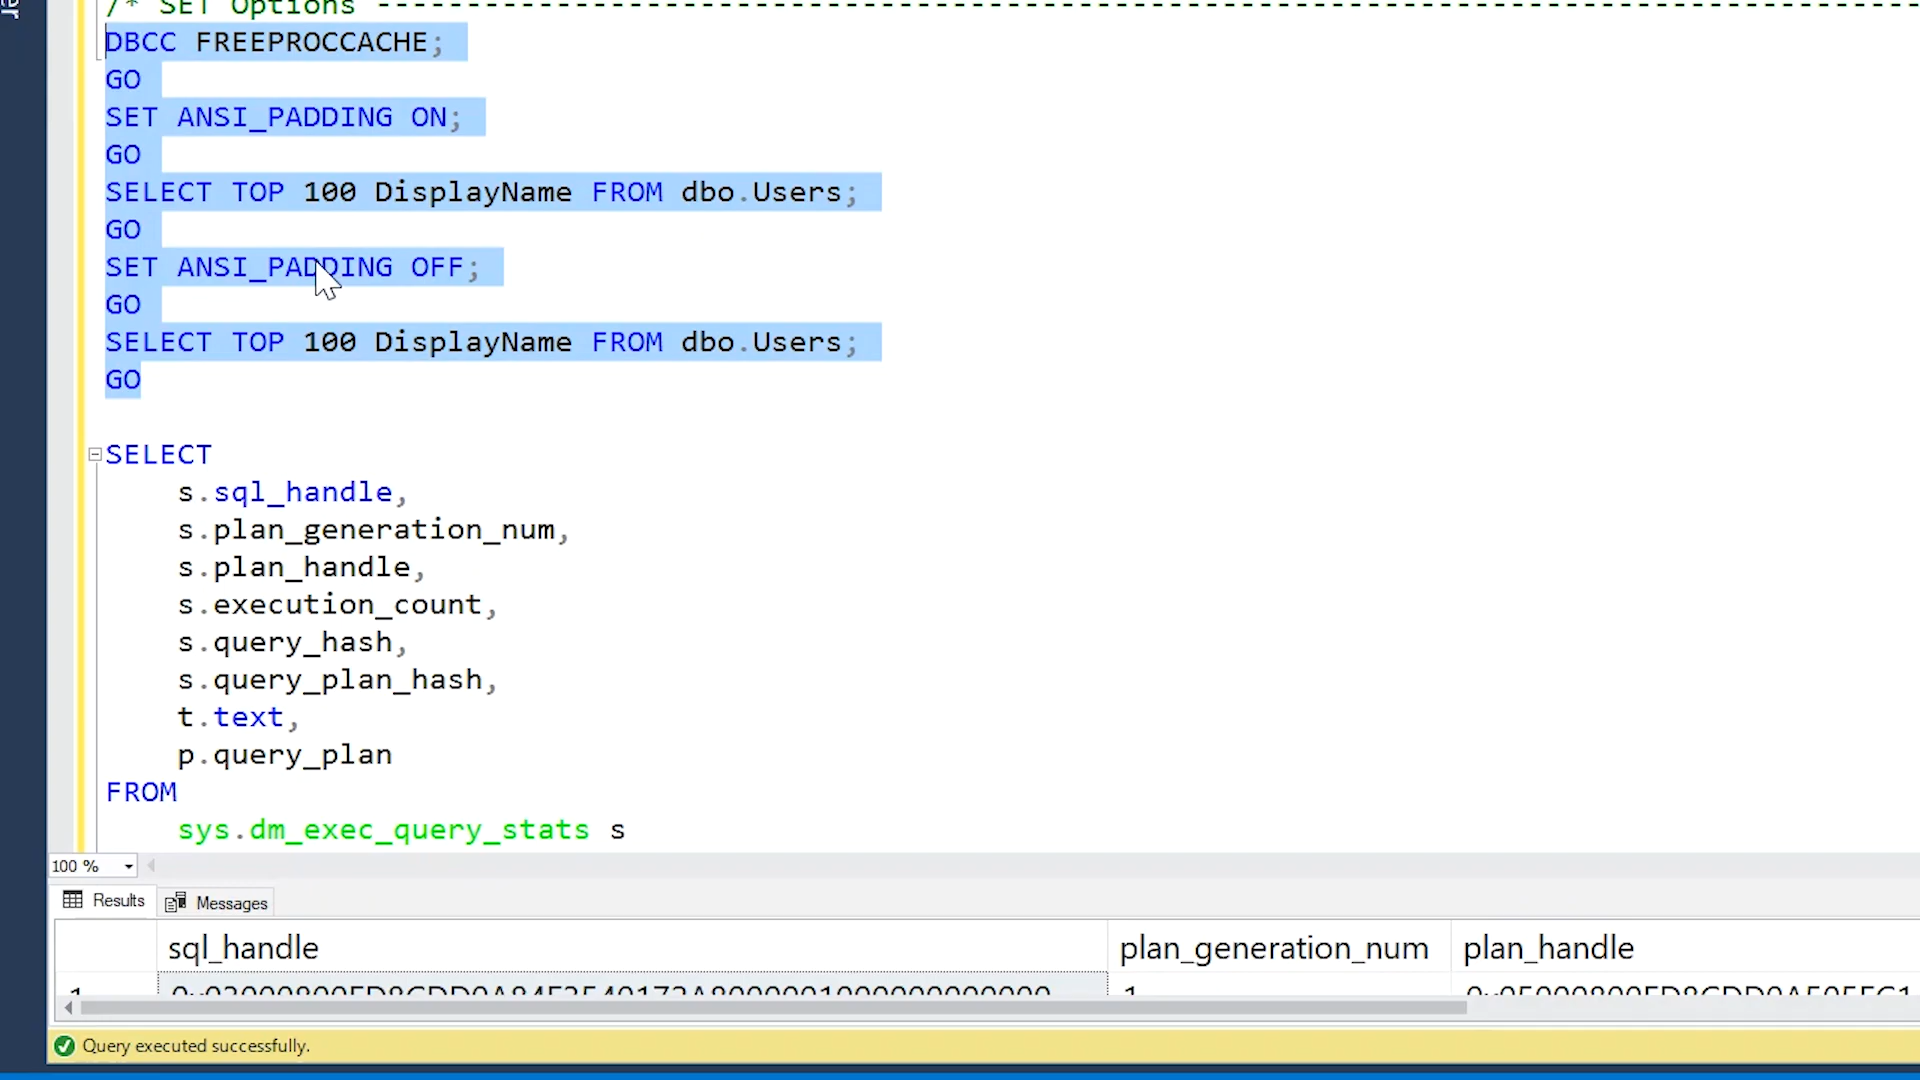 /* SET Options ----------------------------------------------------------------
DBCC FREEPROCCACHE;
GO
SET ANSI_PADDING ON;
GO
SELECT TOP 100 DisplayName FROM dbo.Users;
GO
SET ANSI_PADDING OFF;
GO
SELECT TOP 100 DisplayName FROM dbo.Users;
GO
SELECT
s.sql_handle,
s.plan_generation_num,
s.plan_handle,
s.execution_count,
s.query_hash,
s.query_plan_hash,
t.text,
p.query_plan
FROM
sys.dm_exec_query_stats s
100 %
Results Messages
sql_handle plan_generation_num plan_handle
1 1
Query executed successfully.